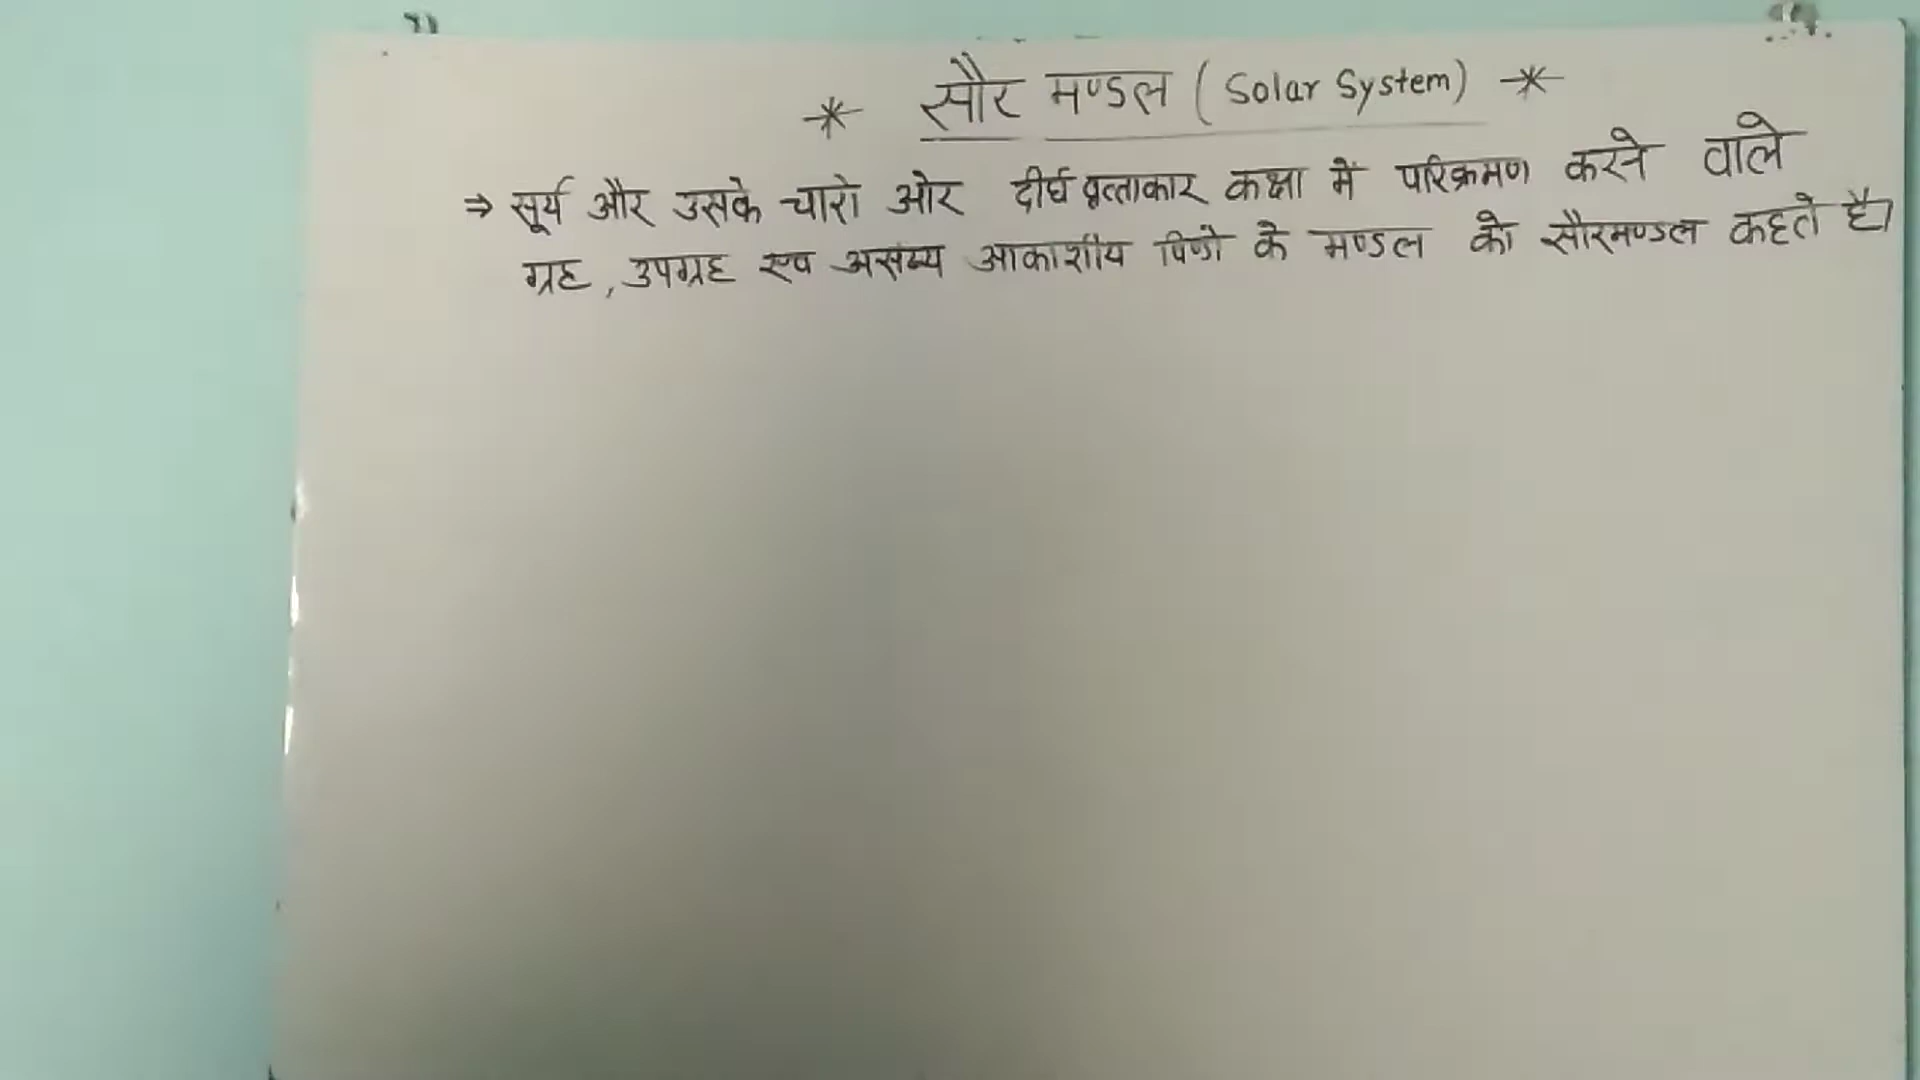 * सौर मण्डल ( Solar System) *
⇒ सूर्य और उसके चारो ओर दीर्घ वृत्ताकार कक्षा में परिक्रमण करने वाले
ग्रह , उपग्रह एव असंख्य आकाशीय पिण्डो के मण्डल को सौरमण्डल कहते है।